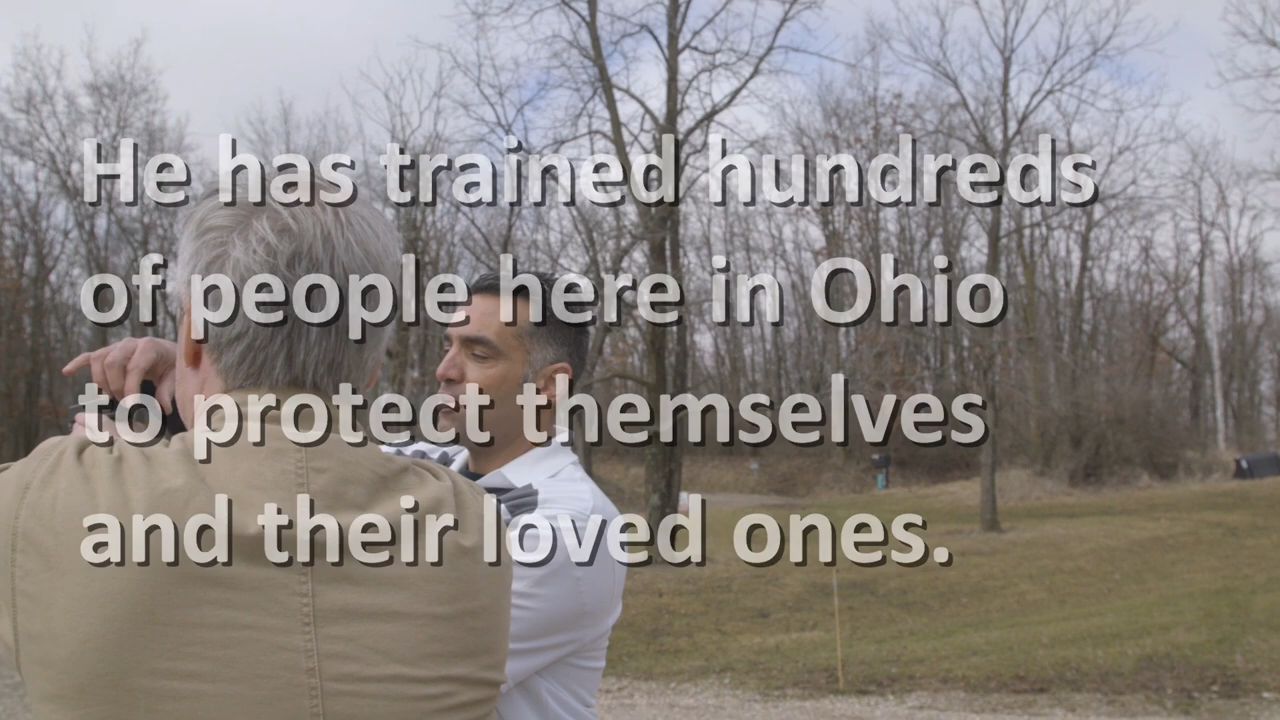 He has trained hundreds
of people here in Ohio
to protect themselves
and their loved ones.